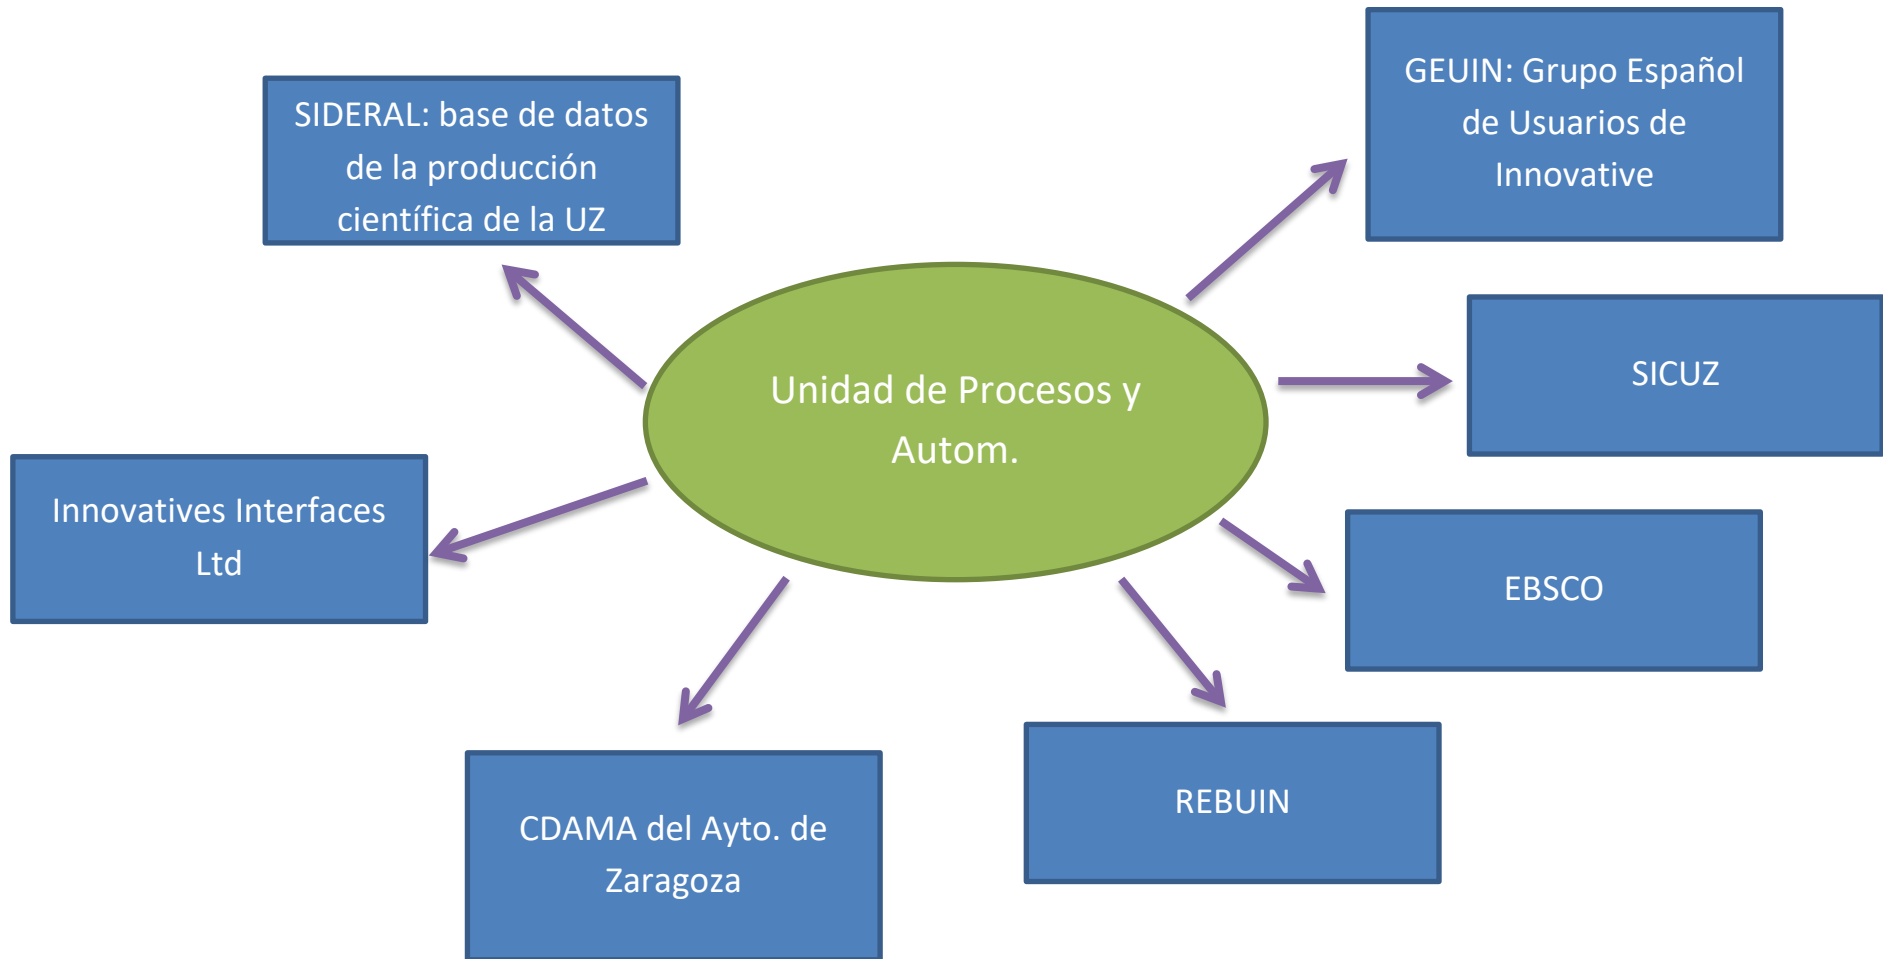 GEUIN: Grupo Español
de Usuarios de
Innovative
SIDERAL: base de datos
de la producción
científica de la UZ
SICUZ
Unidad de Procesos y
Autom.
Innovatives Interfaces
Ltd
EBSCO
REBUIN
CDAMA del Ayto. de
Zaragoza